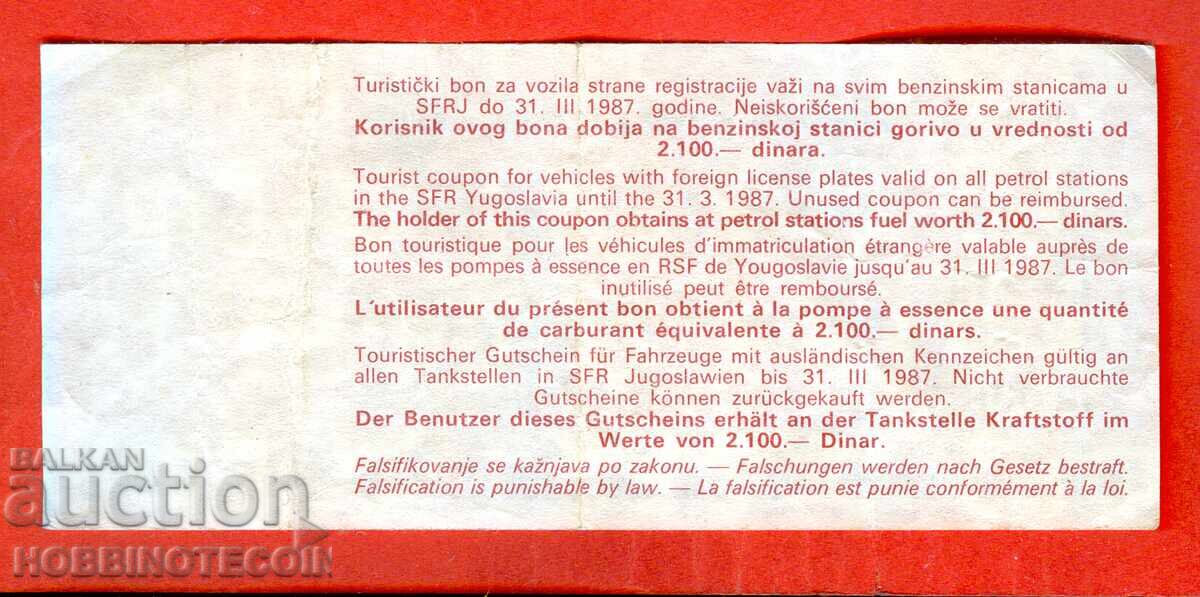 Turistički bon za vozila strane registracije važi na svim benzinskim stanicama u
SFRJ do 31. III 1987. godine. Neiskorišćeni bon može se vratiti.
Korisnik ovog bona dobija na benzinskoj stanici gorivo u vrednosti od
2.100.— dinara.
Tourist coupon for vehicles with foreign license plates valid on all petrol stations
in the SFR Yugoslavia until the 31. 3. 1987. Unused coupon can be reimbursed.
The holder of this coupon obtains at petrol stations fuel worth 2.100.— dinars.
Bon touristique pour les véhicules d'immatriculation étrangère valable auprès de
toutes les pompes à essence en RSF de Yougoslavie jusqu'au 31. III 1987. Le bon
inutilisé peut être remboursé.
L'utilisateur du présent bon obtient à la pompe à essence une quantité
de carburant équivalente à 2.100.— dinars.
Touristischer Gutschein für Fahrzeuge mit ausländischen Kennzeichen gültig an
allen Tankstellen in SFR Jugoslawien bis 31. III 1987. Nicht verbrauchte
Gutscheine können zurückgekauft werden.
Der Benutzer dieses Gutscheins erhält an der Tankstelle Kraftstoff im
Werte von 2.100.— Dinar.
Falsifikovanje se kažnjava po zakonu. — Falschungen werden nach Gesetz bestraft.
Falsification is punishable by law. — La falsification est punie conformément à la loi.
BALKAN
auction
HOBBINOTECOIN